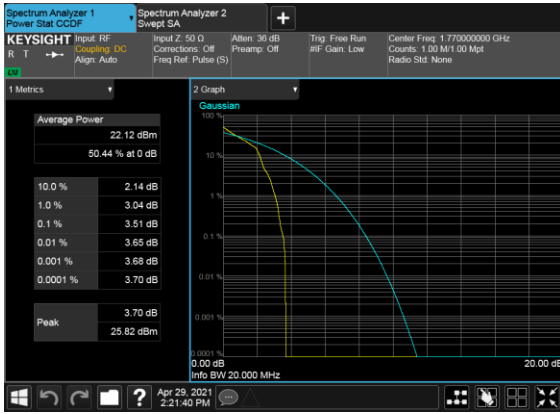 Spectrum Analyzer 1
Power Stat CCDF
Spectrum Analyzer 2
Swept SA
KEYSIGHT
R T
LNI
Input: RF
Coupling: DC
Align: Auto
Input Z: 50 Ω
Corrections: Off
Freq Ref: Pulse (S)
Atten: 36 dB
Preamp: Off
Trig: Free Run
#IF Gain: Low
Center Freq: 1.770000000 GHz
Counts: 1.00 M/1.00 Mpt
Radio Std: None
1 Metrics
Average Power
22.12 dBm
50.44 % at 0 dB
10.0 % 2.14 dB
1.0 % 3.04 dB
0.1 % 3.51 dB
0.01 % 3.65 dB
0.001 % 3.68 dB
0.0001 % 3.70 dB
Peak
3.70 dB
25.82 dBm
2 Graph
Gaussian
100 %
10 %
1 %
0.1 %
0.01 %
0.001 %
0.0001 %
0.00 dB
20.00 dB
Info BW 20.000 MHz
?
Apr 29, 2021
2:21:40 PM